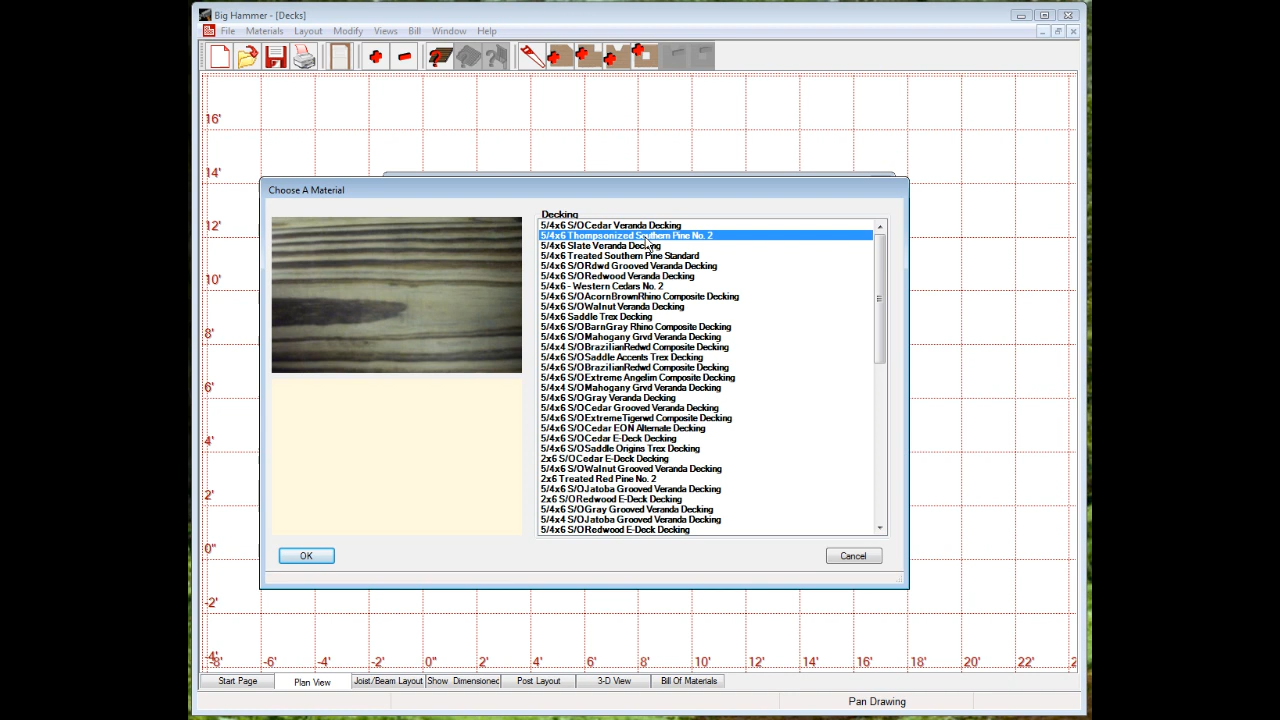 Big Hammer - [Decks]
File Materials Layout Modify Views Bill Window Help
16'
14'
12'
10'
8'
6'
4'
2'
0"
-2'
-4'
-8' -6' -4' -2' 0" 2' 4' 6' 8' 10' 12' 14' 16' 18' 20' 22' 2
Choose A Material
Decking
5/4x6 S/OCedar Veranda Decking
5/4x6 Thompsonized Southern Pine No. 2
5/4x6 Slate Veranda Decking
5/4x6 Treated Southern Pine Standard
5/4x6 S/ORdwd Grooved Veranda Decking
5/4x6 S/ORedwood Veranda Decking
5/4x6 - Western Cedars No. 2
5/4x6 S/OAcornBrownRhino Composite Decking
5/4x6 S/OWalnut Veranda Decking
5/4x6 Saddle Trex Decking
5/4x6 S/OBarnGray Rhino Composite Decking
5/4x6 S/OMahogany Grvd Veranda Decking
5/4x4 S/OBrazilianRedwd Composite Decking
5/4x6 S/OSaddle Accents Trex Decking
5/4x6 S/OBrazilianRedwd Composite Decking
5/4x6 S/OExtreme Angelim Composite Decking
5/4x4 S/OMahogany Grvd Veranda Decking
5/4x6 S/OGray Veranda Decking
5/4x6 S/OCedar Grooved Veranda Decking
5/4x6 S/OExtremeTigerwd Composite Decking
5/4x6 S/OCedar EON Alternate Decking
5/4x6 S/OCedar E-Deck Decking
5/4x6 S/OSaddle Origins Trex Decking
2x6 S/OCedar E-Deck Decking
5/4x6 S/OWalnut Grooved Veranda Decking
2x6 Treated Red Pine No. 2
5/4x6 S/OJatoba Grooved Veranda Decking
2x6 S/ORedwood E-Deck Decking
5/4x6 S/OGray Grooved Veranda Decking
5/4x4 S/OJatoba Grooved Veranda Decking
5/4x6 S/ORedwood E-Deck Decking
OK
Cancel
Start Page Plan View Joist/Beam Layout Show Dimensioned Post Layout 3-D View Bill Of Materials
Pan Drawing